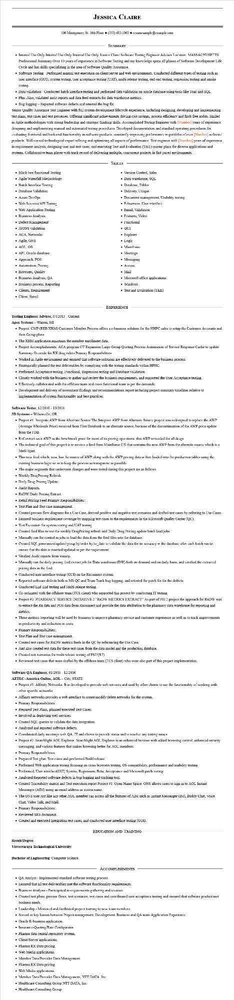 Jessica Claire
100 Montgomery St. 10th Floor ◆ (555) 432-1000 ◆ resumesample@example.com
Summary
• Internal Use Only Internal Use Only Internal Use Only Jessica Claire Software Testing Engineer Advisor Location: MASSACHUSETTS
Professional Summary Over 10 years of experience in Software Testing and my knowledge spans all phases of Software Development Life
Cycle and has skills specializing in the area of Software Quality Assurance.
• Software Testing - Performed manual test execution on client/server and web environments. Conducted different types of testing such as
user interface (GUI), system testing, user acceptance testing (UAT), multi release testing, end-end testing, regression testing and smoke
testing.
• Data validation - Conducted batch interface testing and performed data validation on oracle database using tools like Toad and SQL
• Plus. Also, validated audit reports and data feed extracts for data warehouse metrics.
• Bug logging – Reported software defects and retested the bug fix.
Senior Quality Assurance Test Engineer with full system development lifecycle experience, including designing, developing and implementing
test plans, test cases and test processes. Offering significant achievements driving cost savings, process efficiency and fault-free audits. Skilled
in Agile methodologies with strong leadership and strategic thinking skills. Accomplished Testing Engineer with [Number] years of experience
designing and implementing manual and automated testing procedures. Developed documentation and standard operating procedures for
evaluating front-end and back-end functionality in software products, constantly improving performance in portfolio of over [Number] software
products. Well-versed technological expert refining and optimizing all aspects of performance. Test engineer with [Number] years of experience
in requirement analysis, designing user and test cases, and executing Test and Evaluation (T&E) master plans for diverse applications and
systems. Collaborative team player with track record of delivering multiple, concurrent projects in fast-paced environments.
Skills
• Black box functional Testing
• Agile/Waterfall Methodology
• Batch Interface Testing
• Database Validation
• Azure DevOps
• Web Services/API Testing
• Web Application Testing
• Business Analysis.
• Defect Management
• JSONS validation
• ACA, Networks
• Agile, ONS
• AOL, OS
• API, Oracle database
• Approach, POS
• Automation, Pricing
• Browsers, Quality
• Business Analysis, QA
• Business process, Reporting
• Clients, Requirement
• Client, Retail
• Version Control, Sales
• Data warehouse, SQL
• Database, Tables
• Delivery, Unique
• Document management, Usability testing
• E-business, User interface
• Email, Validation
• Features, Video
• Functional
• GUI
• Explorer
• Logic
• Mainframe
• Meetings
• Messaging
• Access
• Mail
• Microsoft office applications
• Windows
• Test and Evaluation (T&E)
Experience
Testing Engineer Advisor, 04/2013 - Current
Apex Systems – Warren, MI
• Project: CMP (EEE/XRM) Customer Member Process offers a e-business solution for the HHPC sales to setup the Customer Accounts and
their Group plans.
• The XRM application maintains the member enrollment data.
• Project Accomplishments: ACA program CT Expansion Large Group Quoting Process Automation of Service Response Cache to update
Summary Override for RX drug riders Primary Responsibilities:.
• Worked in Agile environment and ensured that software solutions are effectively delivered to the business process.
• Strategically planned the test deliverables by complying with the testing standards within HPHC.
• Performed Acceptance testing, Functional, Regression testing and Database validation.
• Closely worked with the business to gather and review the business requirements, and supported the User Acceptance testing.
• Effectively collaborated with the offshore team and cross functional team as per the demands.
• Development and delivery of assessment findings and recommendations report including project summary timelines relative to
implementation of system functionality and best practices.
Software Tester, 12/2010 - 10/2011
3D Systems – Wilsonville, OR
• Project #1: Integrate AWP from Alternate Source The Integrate AWP from Alternate Source project was redesigned to replace the AWP
(Average Wholesale Price) received from First Databank to an alternate source, because of the discontinuation of the AWP price update
from the FDB.
• RxConnect uses AWP as the benchmark price for most of its pricing operations, this AWP is needed for all drugs.
• The technical goal of this project is to receive a feed from Mainframe CX that contains the new AWP from the alternate source which is a
Medi-Span.
• This new feed which, now, has the source of AWP along with the AWP pricing data is then loaded into the production tables using the
existing business logic so as to keep the process as transparent as possible.
• The major segments that underwent changes and were tested during this project are as follows.
• Weekly DrugPricing Refresh.
• Daily Drug Pricing Update.
• Audit Reports.
• RxDW Daily Pricing Extract.
• Retail Pricing Feed Primary Responsibilities:.
• Test Plan and Test case management.
• Created process flow diagrams for a Use Case, derived positive and negative test scenarios and drafted test cases by referring to Use Cases.
• Ensured business requirement coverage by mapping test cases to the requirements in the Microsoft Quality Center (QC).
• Test Execution for system testing and UAT testing.
• Created feed files to test the weekly DrugPricing refresh and Daily Drug Pricing update batch load jobs.
• Manually ran the control m jobs to load the data from the feed files into the database.
• Created SQL joins/insert/update/group by/order by/to_date to validate the data for its accuracy in the database after each batch run to
ensure that the data is inserted/updated as per the requirement.
• Verified Audit reports from winscp.
• Manually ran the daily pricing feed extract job for Data warehouse (DW) both on demand and on daily basis, and verified the extracted
pricing data in the feed.
• Conducted user interface testing (GUI) on the Rxconnect system.
• Reported software defects both in MS QC and Team Track bug logging, and retested the patch fix for the defects.
• Conducted End-End testing and Multi release testing.
• Co-ordinated with the offshore team (TCS client) who supported this project by conducting IT testing.
• Project #2: PHARMACY SERVICE INITIATIVE 2 "RxDW METRICS EXTRACT" As part of PSI 2 project the approach for RxDW was
to extract the Rx data and POS data from Rxconnect and provide the data attribution to the pharmacy data warehouse for reporting and
metrics.
• These metrics /reporting will be used by business to improve pharmacy service and customer experience as well as to track improvements
in productivity and reduction in costs.
• Primary Responsibilities:.
• Test Plan and Test case management.
• Created test cases for RxDW metrics feeds in the QC by referencing the Use Case.
• And also created test data for these test cases from the data model and the production database.
• Created test scenarios for multi release testing of PSI2(R2).
• Reviewed test cases that were drafted by the offshore team (TCS client) who were also part of this project implementation.
Software QA Engineer, 01/2005 - 12/2006
AZTEC–America Online, AOL – City, STATE
• Project #3: Affinity Networks: It is developed to provide web services and used by other clients to use the functionality of working with
other specific networks.
• Affinity networks provides a web interface to create/modify/delete networks for the system.
• Primary Responsibilities:.
• Prepared Test Plans, planned/executed Test Cases.
• Involved in deploying web services.
• Created SQL queries to validate the data integration.
• Analyzed and reported software defects.
• Coordinated daily meetings with QA, IT and clients to provide status and to resolve any testing issues.
• Project #2: Searchlight AOL Explorer: Searchlight AOL Explorer is an enhanced browser with added browsing control, enhanced security
messaging, and various features that makes browsing better for AOL members.
• Primary Responsibilities:.
• Prepared Test plan, Test cases and performed Build release.
• Performed Web application testing focusing on cross browsers testing, OS compatibility, performance and usability testing.
• Performed, User interface(GUI) System, Regression, Beta, Acceptance and Microsoft patch testing.
• Analyzed/Reported software defects in bug logging and tracking tool.
• Created Traceability matrix and Test execution report Project #1: Open Name Space: ONS allows users to sign in to AOL Instant
Messenger (AIM) using an email address as screen name.
• The ONS user just like any other AOL member can access all the features of AIM such as Instant Messenger (IM), Buddy Chat, Voice
Chat, Video Talk, and Mail.
• Primary Responsibilities:.
• Reviewed SRS document.
• Created and executed Integration test cases, and conducted user interface testing (GUI).
Education and Training
Result/Degree
Visvesvaraya Technological University
Bachelor of Engineering: Computer Science
Accomplishments
• QA Analyst - Implemented standard software testing process.
• Ensured that all test deliverables met the software functionality requirements.
• Business Analysis - Participated in requirements gathering and reviews.
• Created test plans, process flows, test scenarios, test cases and coordinated user acceptance testing and ensured that software product met
business needs.
• Leadership - Mentored and facilitated project training to new team members.
• Served as key liaison between Project management, Development, Business and QA team Application Experience.
• Oracle E-business application.
• Insurance-Quoting/Rate Configurator.
• Pharma data central repository system.
• Client/Server applications.
• Pharma RX Data pricing.
• Web Media applications.
• Member Data/Provider Data Management.
• Pharma RX Data pricing.
• Web Media applications.
• Member Data/Provider Data Management, NTT DATA. Inc.
• Healthcare Consulting Group NTT DATA, Inc.
• Healthcare Consulting Group.